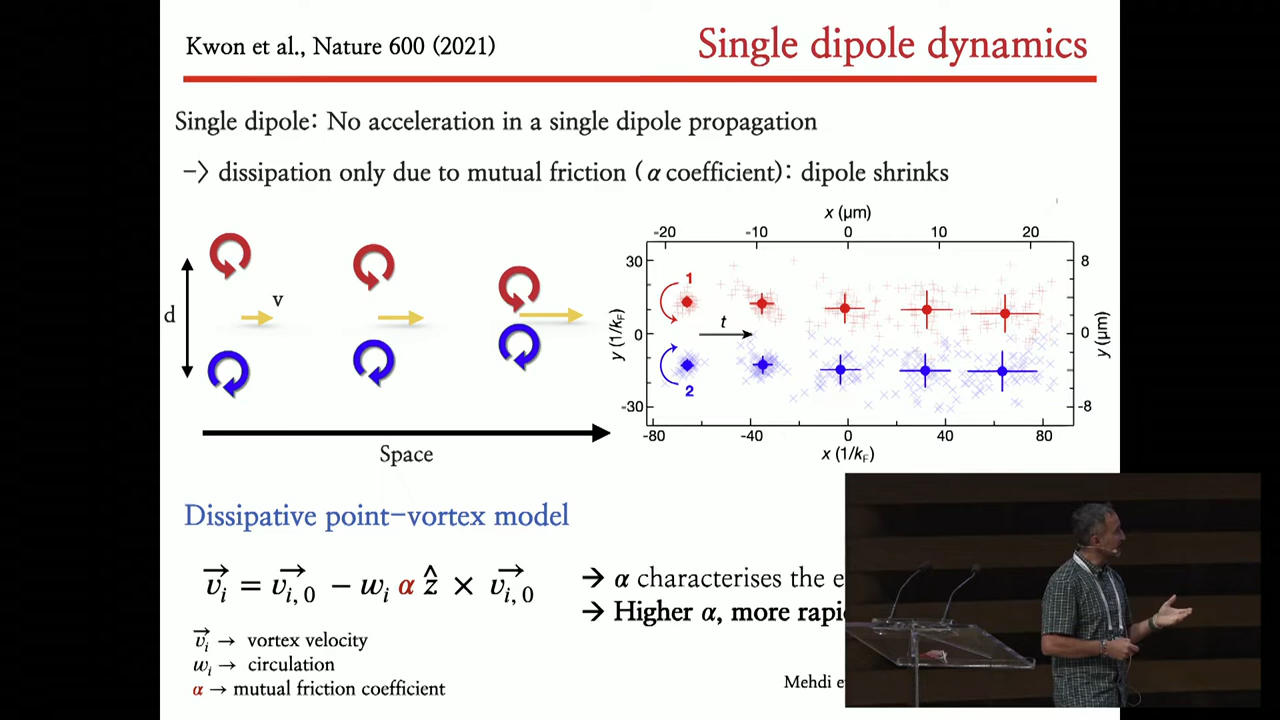 Kwon et al., Nature 600 (2021)
Single dipole dynamics
Single dipole: No acceleration in a single dipole propagation
–> dissipation only due to mutual friction (α coefficient): dipole shrinks
d
v
Space
x (μm)
-20 -10 0 10 20
30
0
-30
y (1/kF)
1
t
2
8
0
-8
y (μm)
-80 -40 0 40 80
x (1/kF)
Dissipative point–vortex model
v⃗i = v⃗i,0 − wi α ẑ × v⃗i,0
→ α characterises the
→ Higher α, more
v⃗i → vortex velocity
wi → circulation
α → mutual friction coefficient
Mehdi